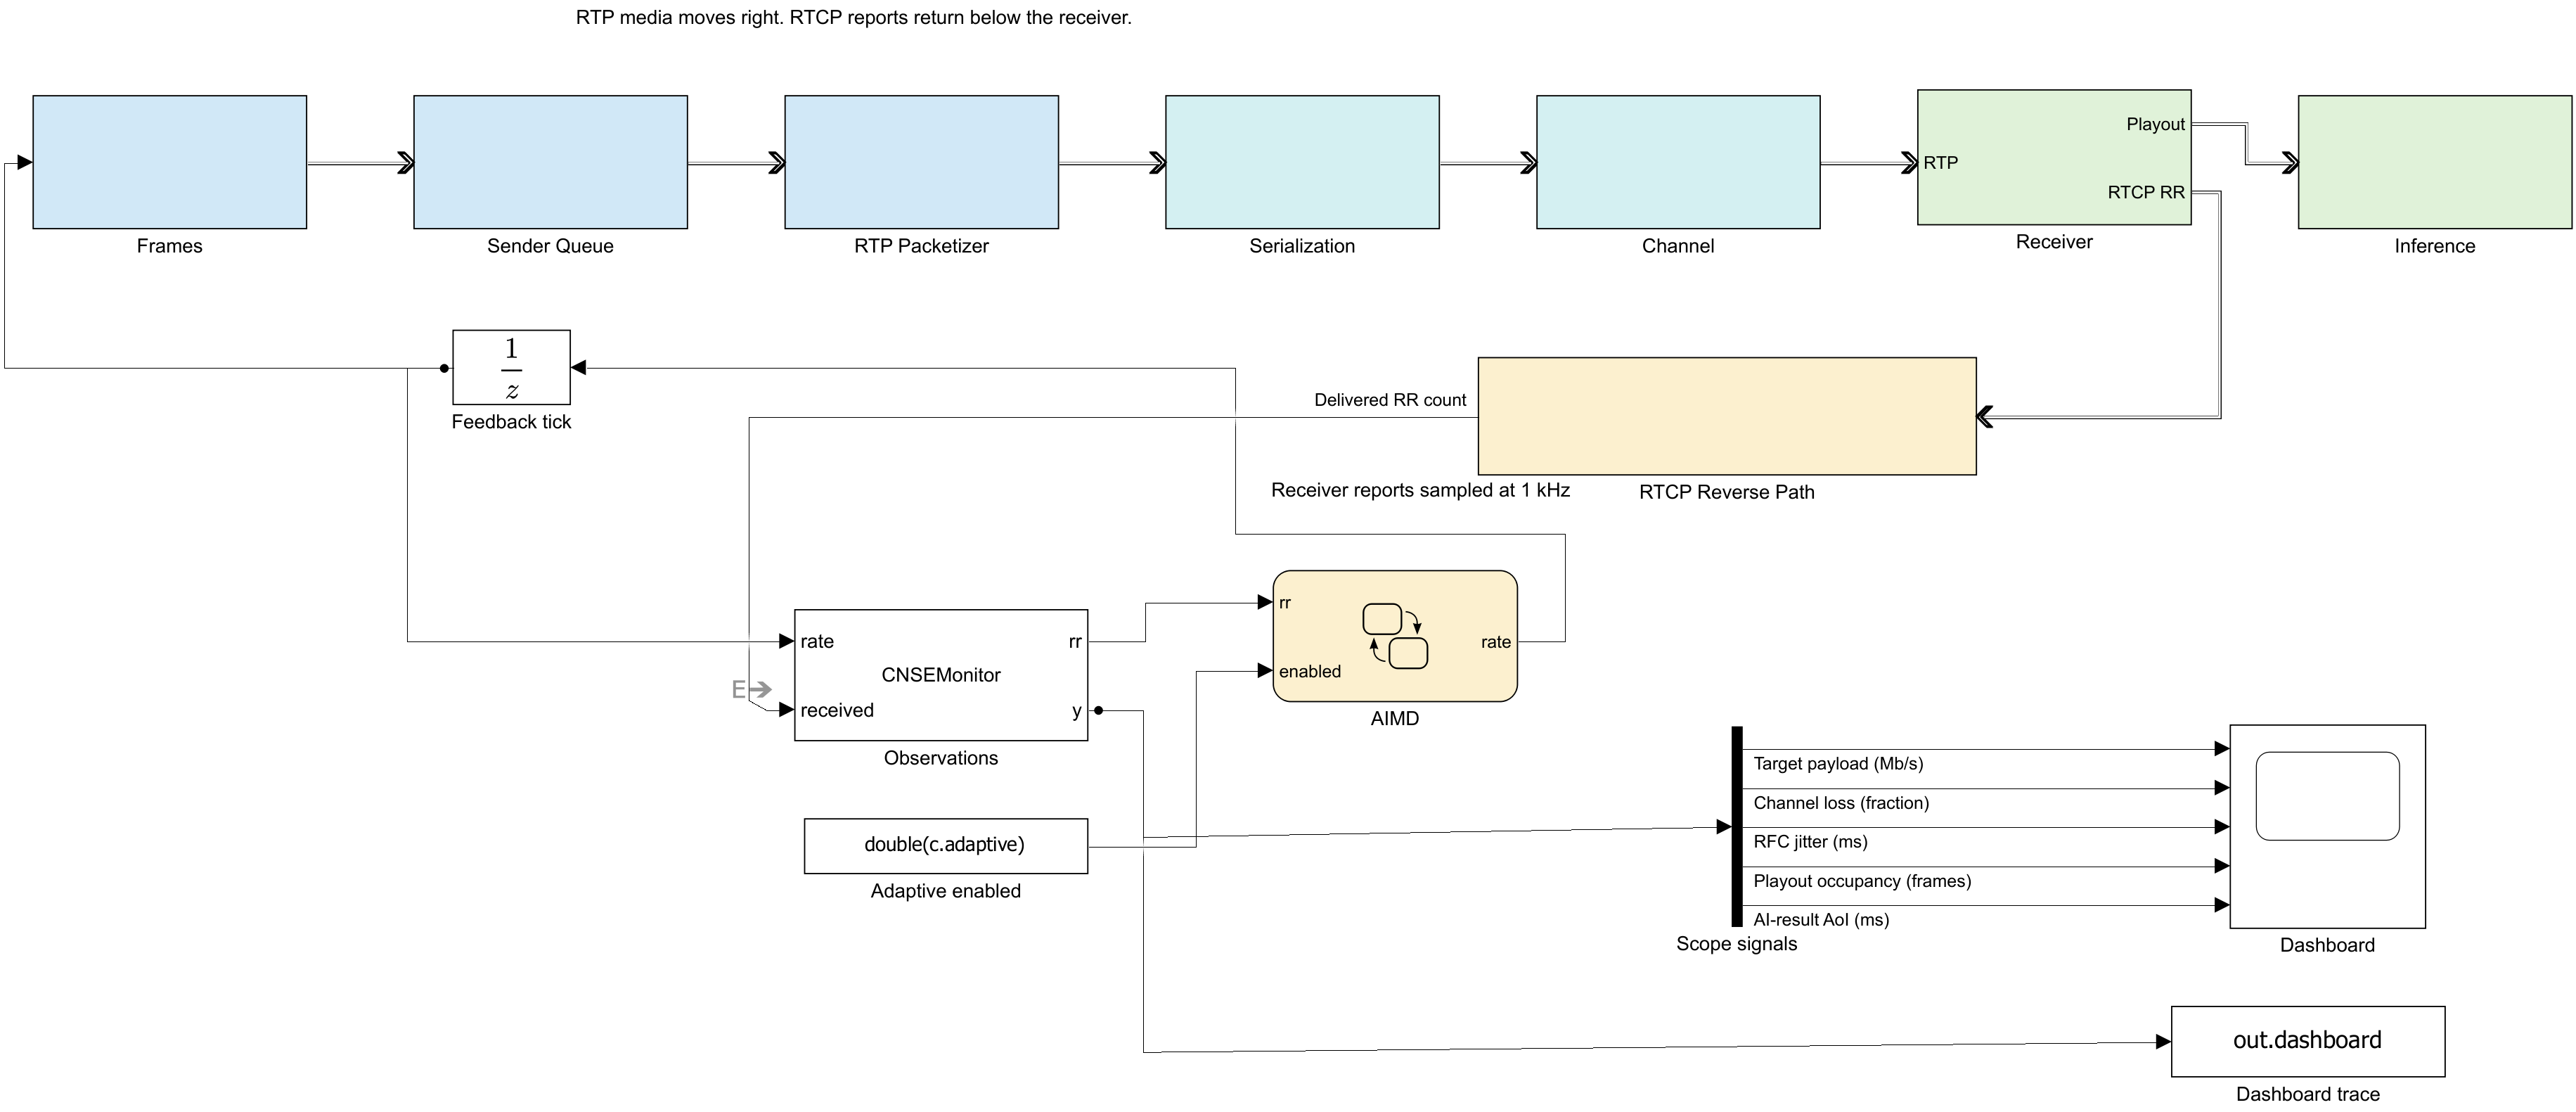 RTP media moves right. RTCP reports return below the receiver.
Frames
Sender Queue
RTP Packetizer
Serialization
Channel
RTP
Playout
RTCP RR
Receiver
Inference
1
z
Feedback tick
Delivered RR count
Receiver reports sampled at 1 kHz
RTCP Reverse Path
rate
received
CNSEMonitor
rr
y
E
Observations
rr
enabled
rate
AIMD
double(c.adaptive)
Adaptive enabled
Target payload (Mb/s)
Channel loss (fraction)
RFC jitter (ms)
Playout occupancy (frames)
AI-result AoI (ms)
Scope signals
Dashboard
out.dashboard
Dashboard trace